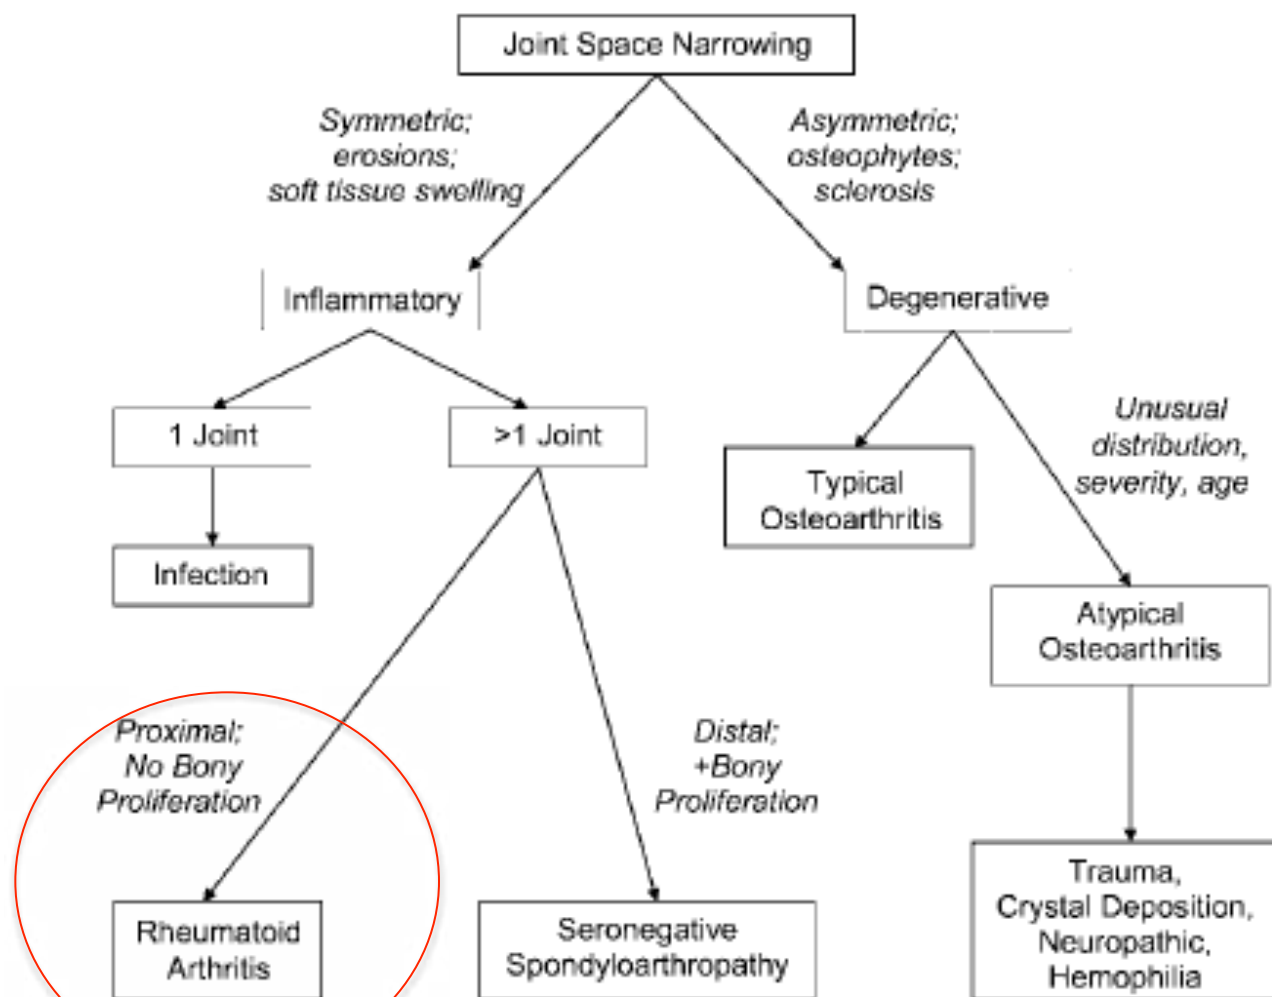 Joint Space Narrowing
Symmetric;
erosions;
soft tissue swelling
Asymmetric;
osteophytes;
sclerosis
Inflammatory
Degenerative
1 Joint
>1 Joint
Unusual
distribution,
severity, age
Typical
Osteoarthritis
Infection
Atypical
Osteoarthritis
Proximal;
No Bony
Proliferation
Distal;
+Bony
Proliferation
Rheumatoid
Arthritis
Seronegative
Spondyloarthropathy
Trauma,
Crystal Deposition,
Neuropathic,
Hemophilia